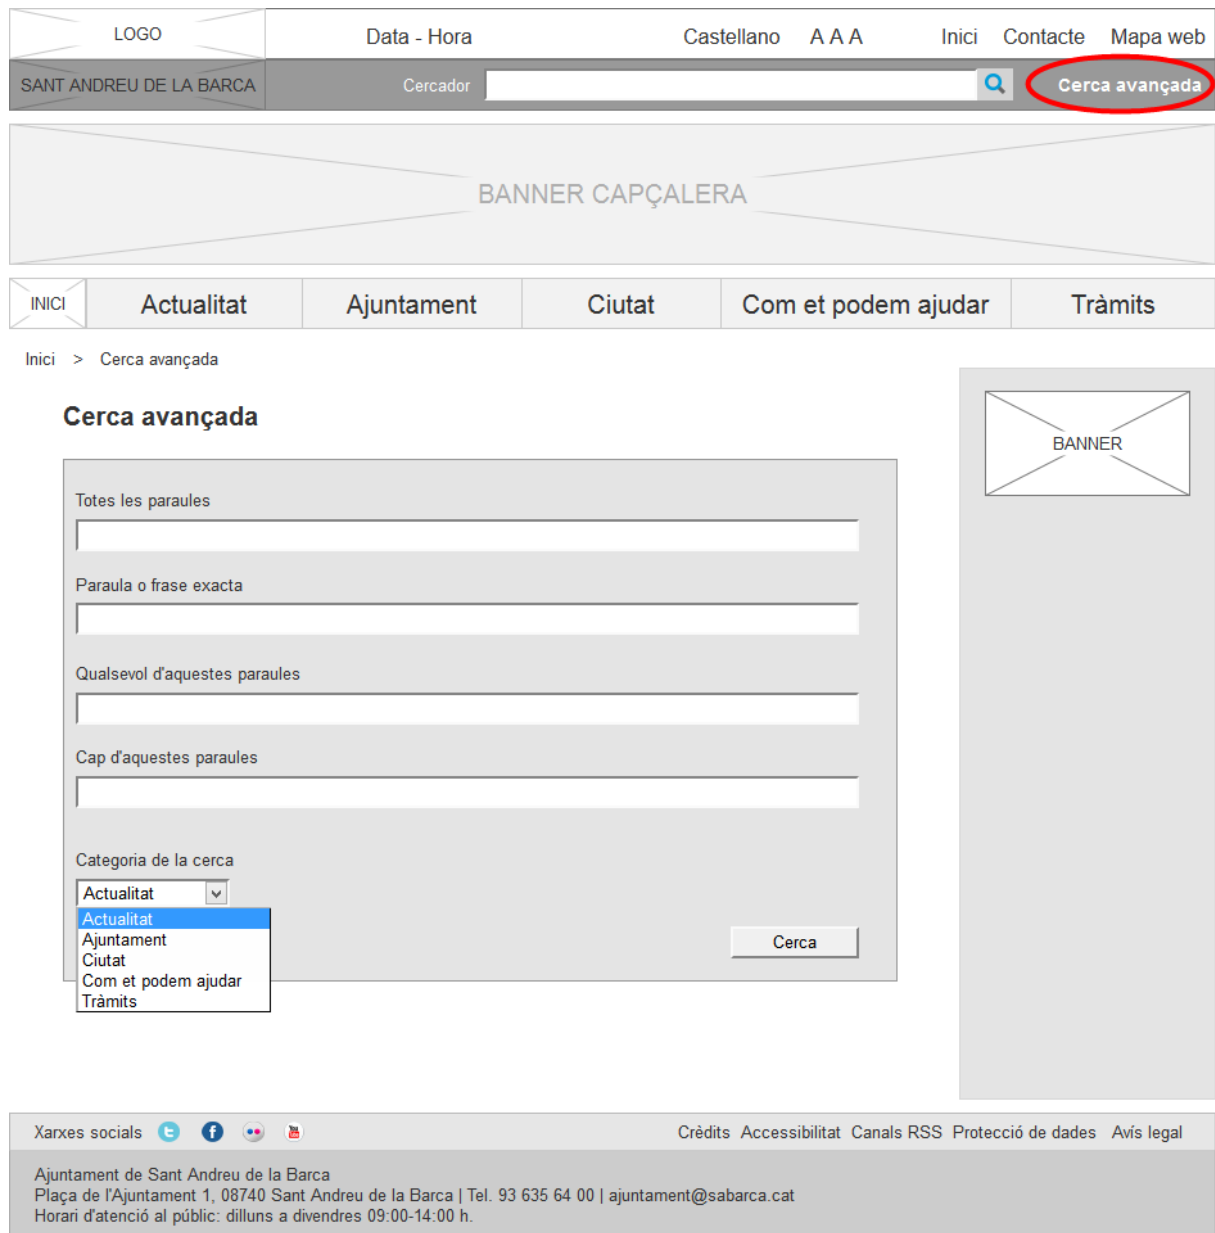 LOGO Data - Hora Castellano A A A Inici Contacte Mapa web
SANT ANDREU DE LA BARCA Cercador Cerca avançada
BANNER CAPÇALERA
INICI Actualitat Ajuntament Ciutat Com et podem ajudar Tràmits
Inici > Cerca avançada
Cerca avançada
BANNER
Totes les paraules
Paraula o frase exacta
Qualsevol d'aquestes paraules
Cap d'aquestes paraules
Categoria de la cerca
Actualitat
Actualitat
Ajuntament
Ciutat
Com et podem ajudar
Tràmits
Cerca
Xarxes socials Crèdits Accessibilitat Canals RSS Protecció de dades Avís legal
Ajuntament de Sant Andreu de la Barca
Plaça de l'Ajuntament 1, 08740 Sant Andreu de la Barca | Tel. 93 635 64 00 | ajuntament@sabarca.cat
Horari d'atenció al públic: dilluns a divendres 09:00-14:00 h.